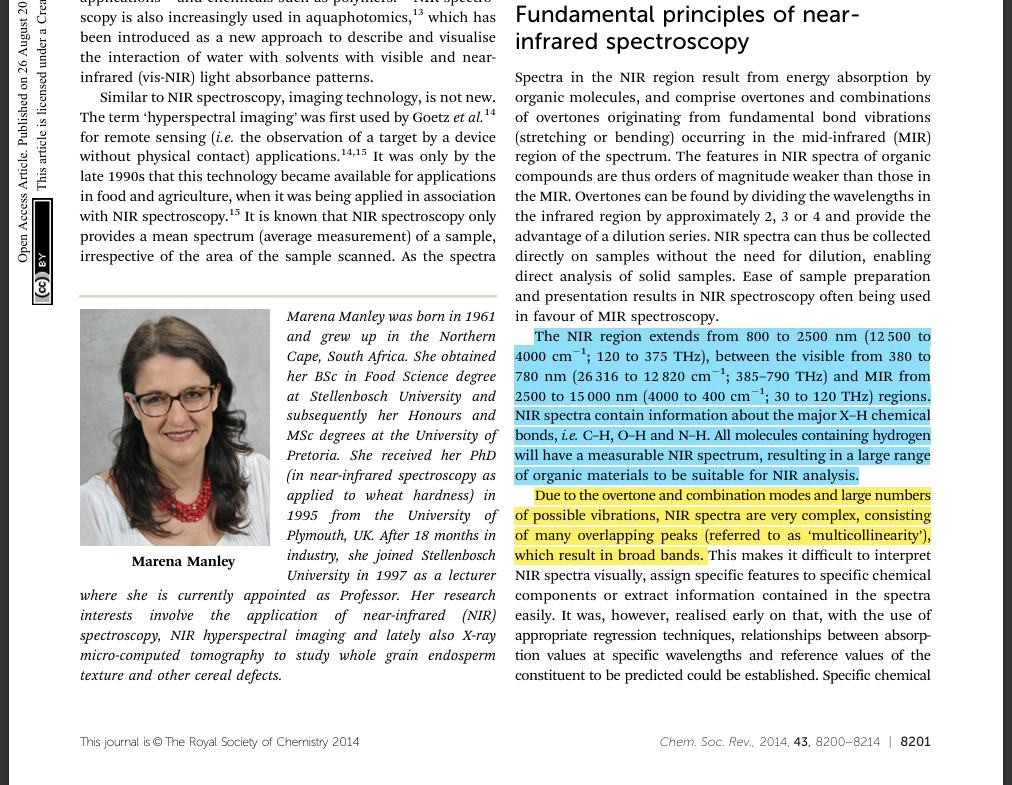 Open Access Article. Published on 26 August 20
This article is licensed under a Crea
CC BY
scopy is also increasingly used in aquaphotomics,13 which has
been introduced as a new approach to describe and visualise
the interaction of water with solvents with visible and near-
infrared (vis-NIR) light absorbance patterns.
Similar to NIR spectroscopy, imaging technology, is not new.
The term ‘hyperspectral imaging’ was first used by Goetz et al.14
for remote sensing (i.e. the observation of a target by a device
without physical contact) applications.14,15 It was only by the
late 1990s that this technology became available for applications
in food and agriculture, when it was being applied in association
with NIR spectroscopy.15 It is known that NIR spectroscopy only
provides a mean spectrum (average measurement) of a sample,
irrespective of the area of the sample scanned. As the spectra
Marena Manley
Marena Manley was born in 1961
and grew up in the Northern
Cape, South Africa. She obtained
her BSc in Food Science degree
at Stellenbosch University and
subsequently her Honours and
MSc degrees at the University of
Pretoria. She received her PhD
(in near-infrared spectroscopy as
applied to wheat hardness) in
1995 from the University of
Plymouth, UK. After 18 months in
industry, she joined Stellenbosch
University in 1997 as a lecturer
where she is currently appointed as Professor. Her research
interests involve the application of near-infrared (NIR)
spectroscopy, NIR hyperspectral imaging and lately also X-ray
micro-computed tomography to study whole grain endosperm
texture and other cereal defects.
Fundamental principles of near-
infrared spectroscopy
Spectra in the NIR region result from energy absorption by
organic molecules, and comprise overtones and combinations
of overtones originating from fundamental bond vibrations
(stretching or bending) occurring in the mid-infrared (MIR)
region of the spectrum. The features in NIR spectra of organic
compounds are thus orders of magnitude weaker than those in
the MIR. Overtones can be found by dividing the wavelengths in
the infrared region by approximately 2, 3 or 4 and provide the
advantage of a dilution series. NIR spectra can thus be collected
directly on samples without the need for dilution, enabling
direct analysis of solid samples. Ease of sample preparation
and presentation results in NIR spectroscopy often being used
in favour of MIR spectroscopy.
The NIR region extends from 800 to 2500 nm (12 500 to
4000 cm−1; 120 to 375 THz), between the visible from 380 to
780 nm (26 316 to 12 820 cm−1; 385–790 THz) and MIR from
2500 to 15 000 nm (4000 to 400 cm−1; 30 to 120 THz) regions.
NIR spectra contain information about the major X–H chemical
bonds, i.e. C–H, O–H and N–H. All molecules containing hydrogen
will have a measurable NIR spectrum, resulting in a large range
of organic materials to be suitable for NIR analysis.
Due to the overtone and combination modes and large numbers
of possible vibrations, NIR spectra are very complex, consisting
of many overlapping peaks (referred to as ‘multicollinearity’),
which result in broad bands. This makes it difficult to interpret
NIR spectra visually, assign specific features to specific chemical
components or extract information contained in the spectra
easily. It was, however, realised early on that, with the use of
appropriate regression techniques, relationships between absorp-
tion values at specific wavelengths and reference values of the
constituent to be predicted could be established. Specific chemical
This journal is © The Royal Society of Chemistry 2014
Chem. Soc. Rev., 2014, 43, 8200–8214 | 8201